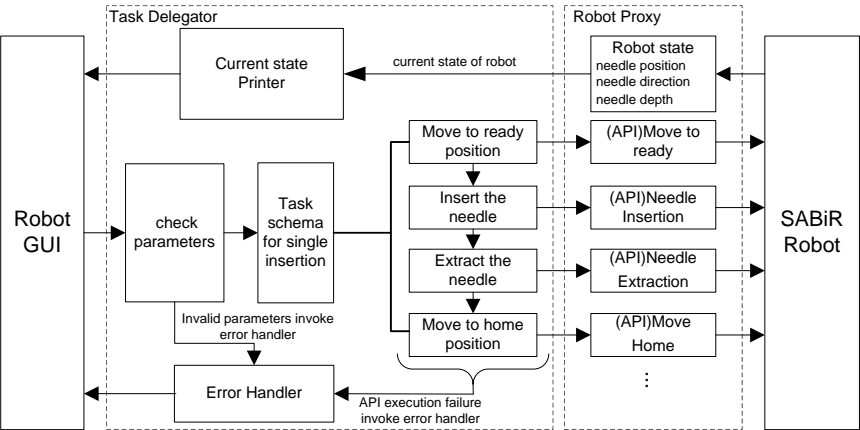 Task Delegator
Robot Proxy
Robot
GUI
Current state
Printer
current state of robot
Robot state
needle position
needle direction
needle depth
SABiR
Robot
check
parameters
Task
schema
for single
insertion
Move to ready
position
(API)Move to
ready
Insert the
needle
(API)Needle
Insertion
Extract the
needle
(API)Needle
Extraction
Move to home
position
(API)Move
Home
...
Invalid parameters invoke
error handler
Error Handler
API execution failure
invoke error handler